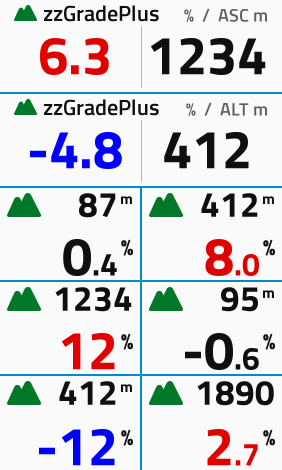 zzGradePlus % / ASC m
6.3 1234
zzGradePlus % / ALT m
-4.8 412
87 m 412 m
0.4 % 8.0 %
1234 95 m
12 % -0.6 %
412 m 1890
-12 % 2.7 %